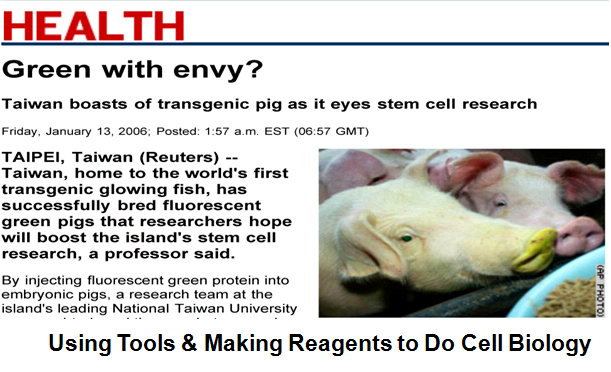 HEALTH
Green with envy?
Taiwan boasts of transgenic pig as it eyes stem cell research
Friday, January 13, 2006; Posted: 1:57 a.m. EST (06:57 GMT)
TAIPEI, Taiwan (Reuters) --
Taiwan, home to the world's first
transgenic glowing fish, has
successfully bred fluorescent
green pigs that researchers hope
will boost the island's stem cell
research, a professor said.
(AP PHOTO)
By injecting fluorescent green protein into
embryonic pigs, a research team at the
island's leading National Taiwan University
Using Tools & Making Reagents to Do Cell Biology